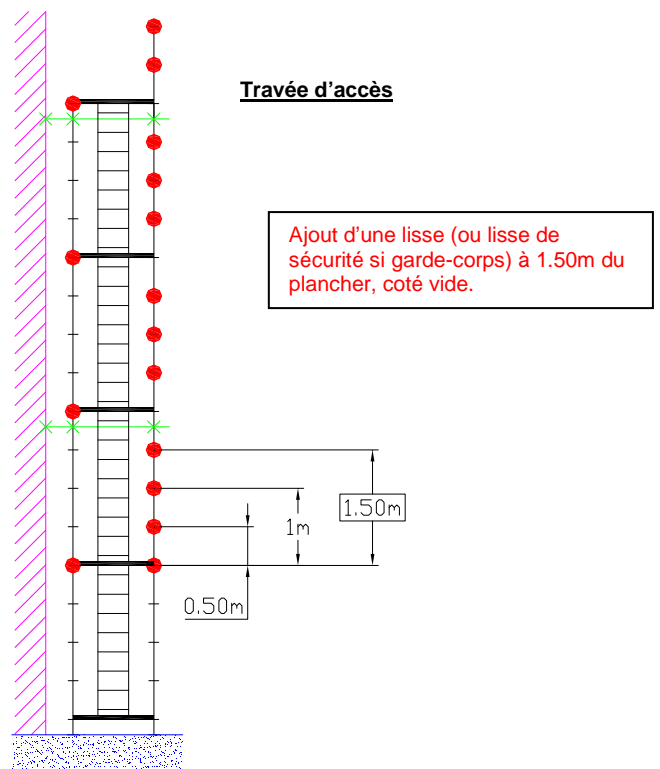 Travée d'accès
Ajout d'une lisse (ou lisse de
sécurité si garde-corps) à 1.50m du
plancher, coté vide.
1.50m
1m
0.50m